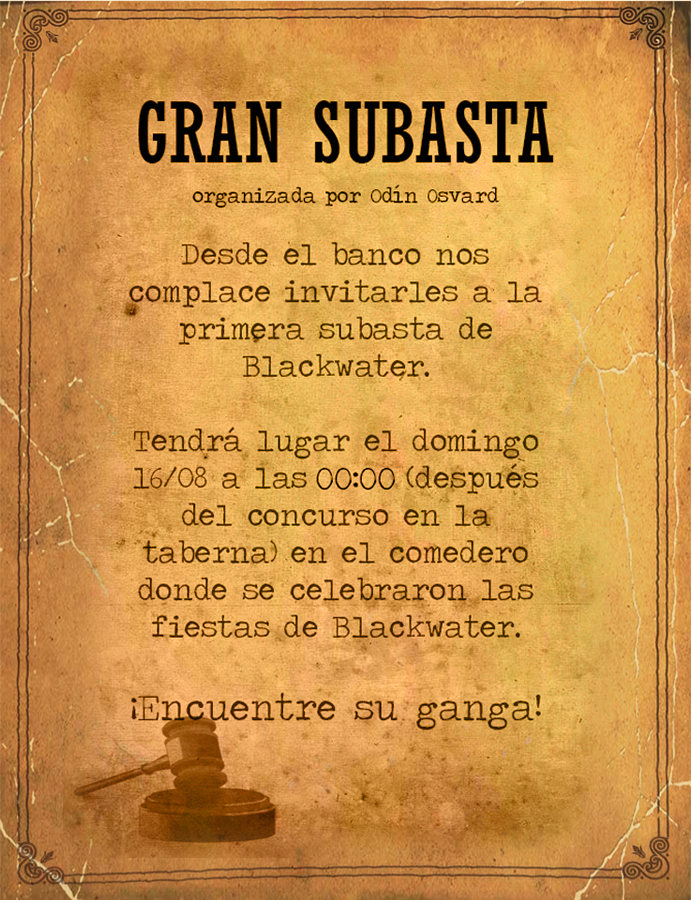 GRAN SUBASTA
organizada por Odín Osvard
Desde el banco nos
complace invitarles a la
primera subasta de
Blackwater.
Tendrá lugar el domingo
16/08 a las 00:00 (después
del concurso en la
taberna) en el comedero
donde se celebraron las
fiestas de Blackwater.
¡Encuentre su ganga!